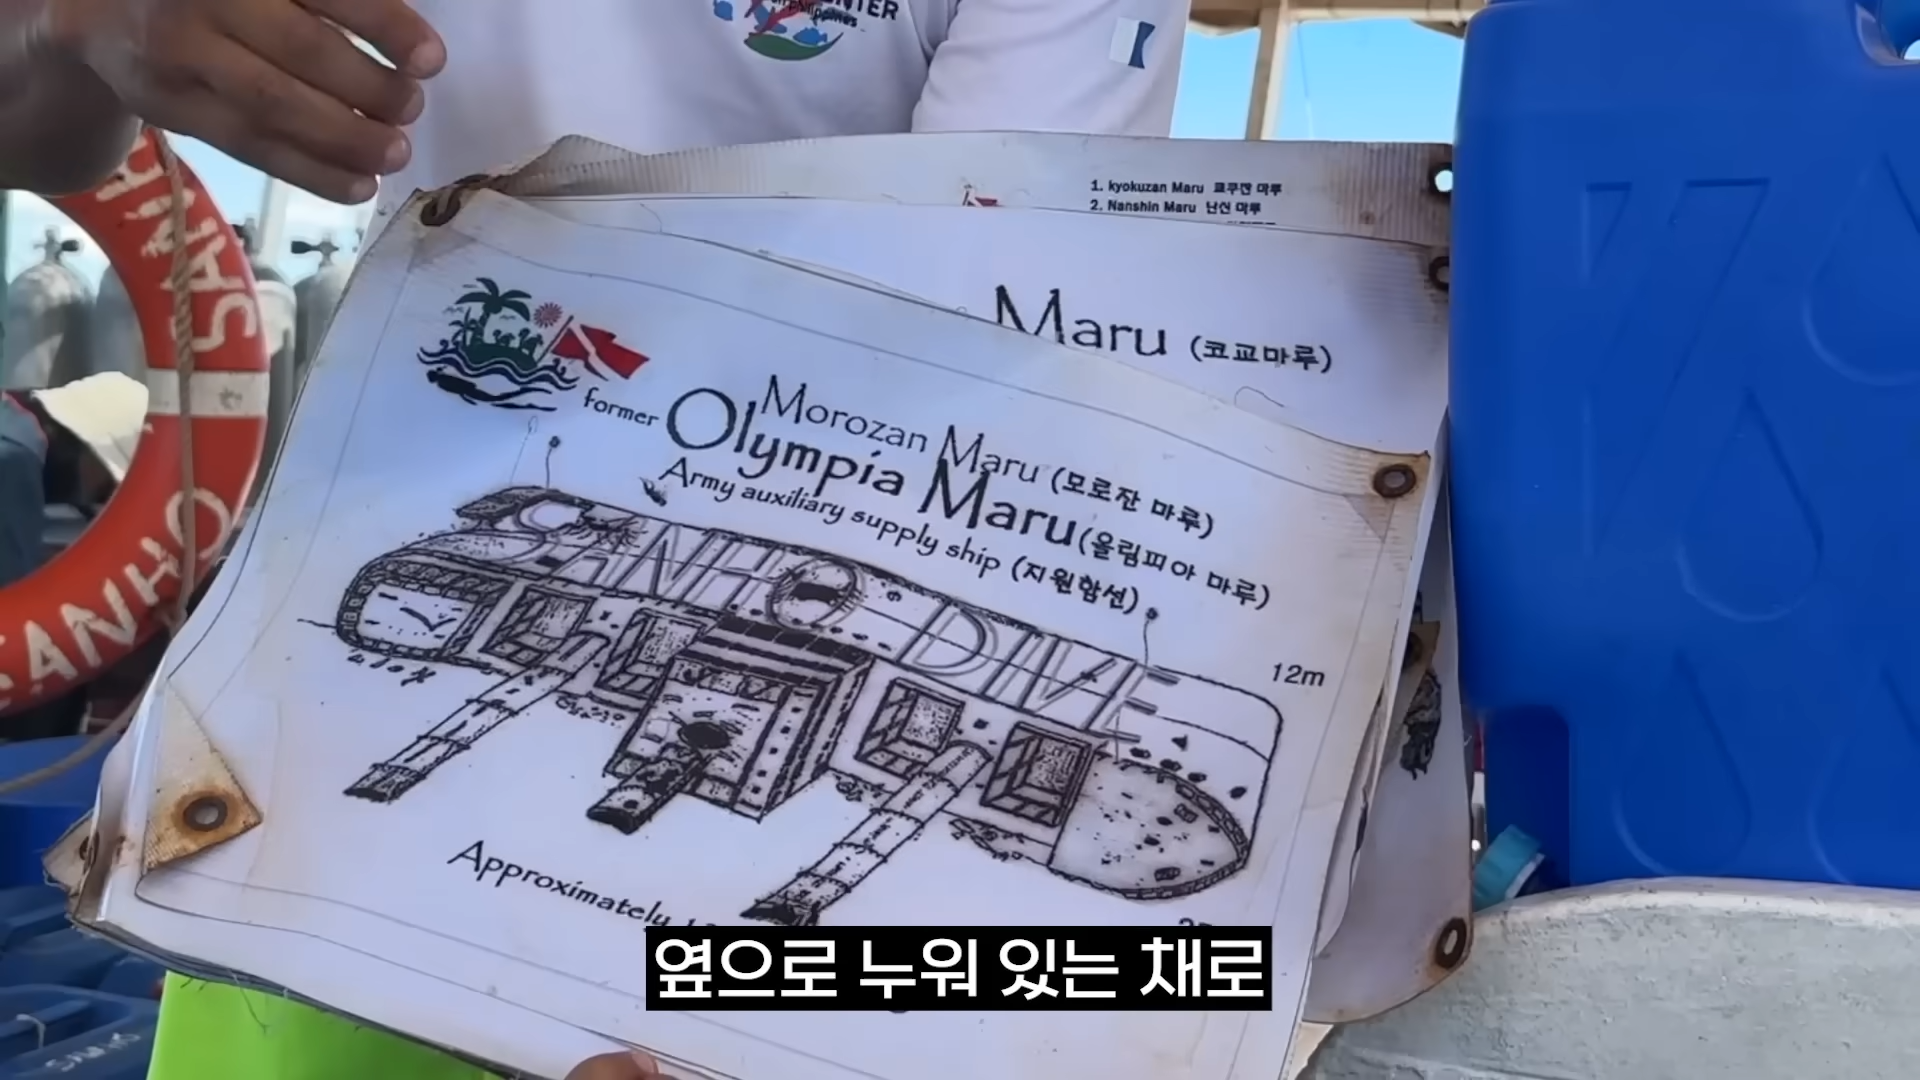 1. kyokuzan Maru 쿄쿠잔 마루
2. Nanshin Maru 난신 마루
Maru (코교마루)
Morozan Maru (모로잔 마루)
former Olympia Maru (올림피아 마루)
Army auxiliary supply ship (지원함선)
SANHO DIVE
12m
Approximately
옆으로 누워 있는 채로
SANHO